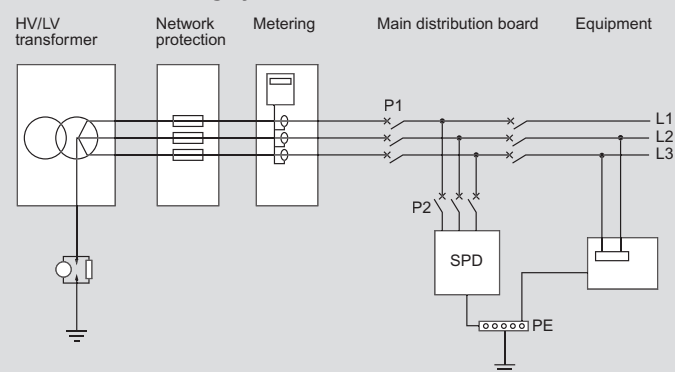 HV/LV
transformer
Network
protection
Metering
Main distribution board
Equipment
P1
L1
L2
L3
P2
SPD
PE